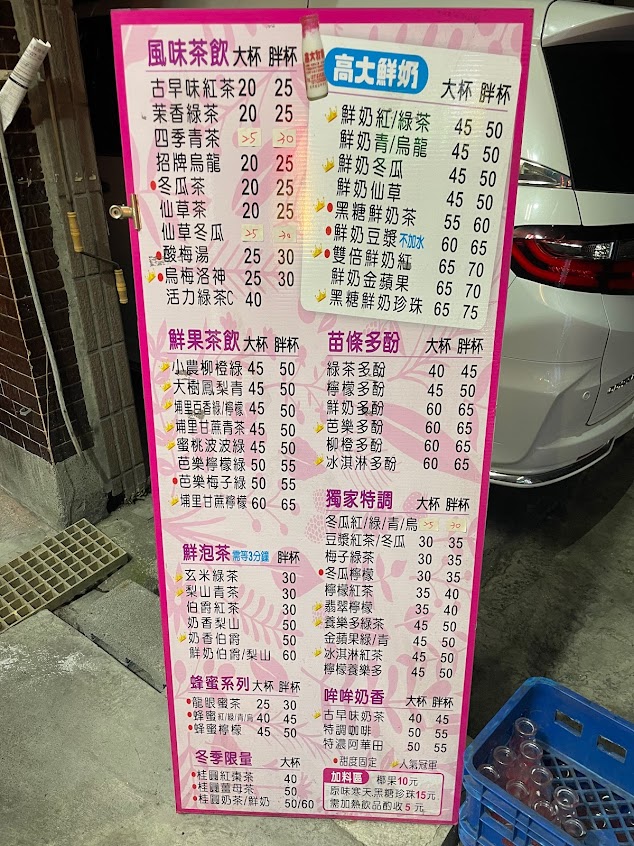 風味茶飲 大杯 胖杯
古早味紅茶 20 25
茉香綠茶 20 25
四季青茶 25 30
招牌烏龍 20 25
冬瓜茶 20 25
仙草茶 20 25
仙草冬瓜 25 30
酸梅湯 25 30
烏梅洛神 25 30
活力綠茶C 40
高大鮮奶 大杯 胖杯
鮮奶紅/綠茶 45 50
鮮奶青/烏龍 45 50
鮮奶冬瓜 45 50
鮮奶仙草 45 50
黑糖鮮奶茶 55 60
鮮奶豆漿 不加水 60 65
雙倍鮮奶紅 65 70
鮮奶金蘋果 60 65
黑糖鮮奶珍珠 65 75
鮮果茶飲 大杯 胖杯
小農柳橙綠 45 50
大樹鳳梨青 45 50
埔里百香綠/檸檬 45 50
埔里甘蔗青茶 45 50
蜜桃波波綠 45 50
芭樂檸檬綠 50 55
芭樂梅子綠 50 55
埔里甘蔗檸檬 60 65
苗條多酚 大杯 胖杯
綠茶多酚 40 45
檸檬多酚 45 50
鮮奶多酚 60 65
芭樂多酚 60 65
柳橙多酚 60 65
冰淇淋多酚 60 65
鮮泡茶 需等3分鐘 胖杯
玄米綠茶 30
梨山青茶 30
伯爵紅茶 30
奶香梨山 50
奶香伯爵 50
鮮奶伯爵/梨山 60
獨家特調 大杯 胖杯
冬瓜紅/綠/青/烏 25 30
豆漿紅茶/冬瓜 30 35
梅子綠茶 30 35
冬瓜檸檬 30 35
檸檬紅茶 35 40
翡翠檸檬 35 40
養樂多綠茶 45 50
金蘋果綠/青 45 50
冰淇淋紅茶 45 50
檸檬養樂多 45 50
蜂蜜系列 大杯 胖杯
龍眼蜜茶 25 30
蜂蜜紅/綠/青/烏 40 45
蜂蜜檸檬 45 50
哞哞奶香 大杯 胖杯
古早味奶茶 40 45
特調咖啡 50 55
特濃阿華田 50 55
甜度固定 人氣冠軍
冬季限量 大杯
桂圓紅棗茶 40
桂圓薑母茶 50
桂圓奶茶/鮮奶 50/60
加料區 椰果10元
原味寒天.黑糖珍珠15元
需加熱飲品酌收5元